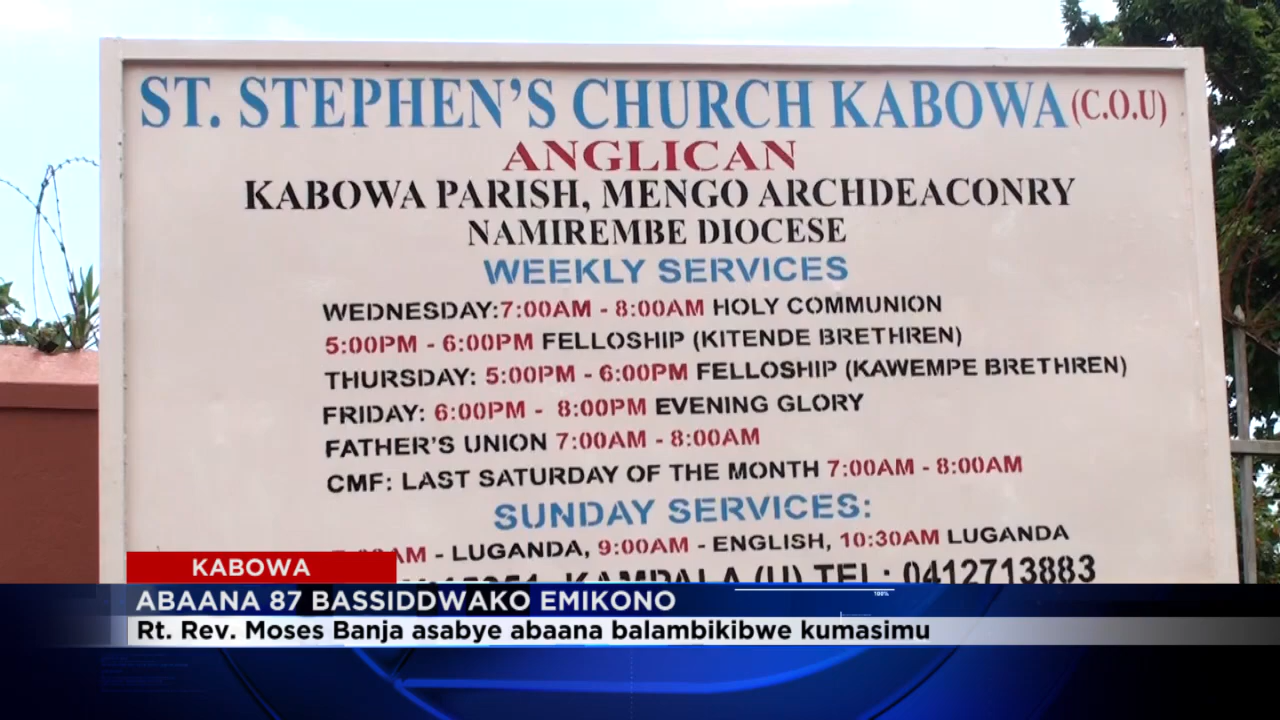 ST. STEPHEN'S CHURCH KABOWA (C.O.U)
ANGLICAN
KABOWA PARISH, MENGO ARCHDEACONRY
NAMIREMBE DIOCESE
WEEKLY SERVICES
WEDNESDAY:7:00AM - 8:00AM HOLY COMMUNION
5:00PM - 6:00PM FELLOSHIP (KITENDE BRETHREN)
THURSDAY: 5:00PM - 6:00PM FELLOSHIP (KAWEMPE BRETHREN)
FRIDAY: 6:00PM - 8:00PM EVENING GLORY
FATHER'S UNION 7:00AM - 8:00AM
CMF: LAST SATURDAY OF THE MONTH 7:00AM - 8:00AM
SUNDAY SERVICES:
- LUGANDA, 9:00AM - ENGLISH, 10:30AM LUGANDA
KAMPALA (U) TEL: 0412713883
KABOWA
ABAANA 87 BASSIDDWAKO EMIKONO
100%
Rt. Rev. Moses Banja asabye abaana balambikibwe kumasimu